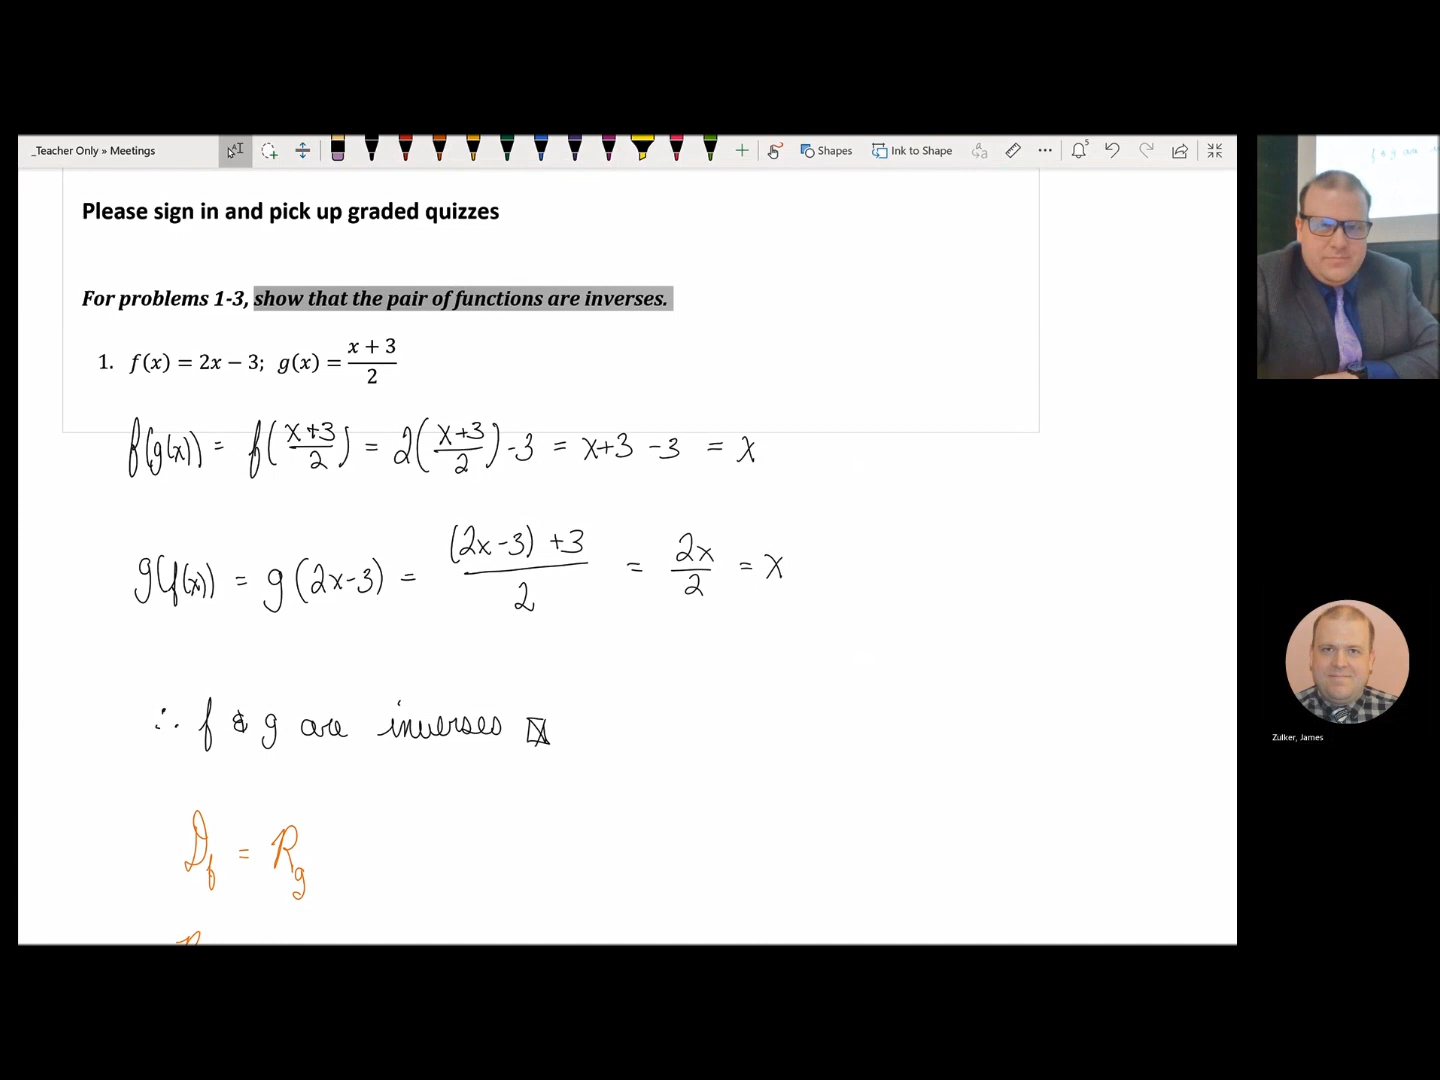 _Teacher Only » Meetings
Shapes
Ink to Shape
5
Please sign in and pick up graded quizzes
For problems 1-3, show that the pair of functions are inverses.
1. f(x) = 2x − 3; g(x) = (x + 3)/2
f(g(x)) = f((x+3)/2) = 2((x+3)/2) -3 = x+3 -3 = x
g(f(x)) = g(2x-3) = ((2x-3) +3)/2 = 2x/2 = x
∴ f & g are inverses
D_f = R_g
Zulker, James